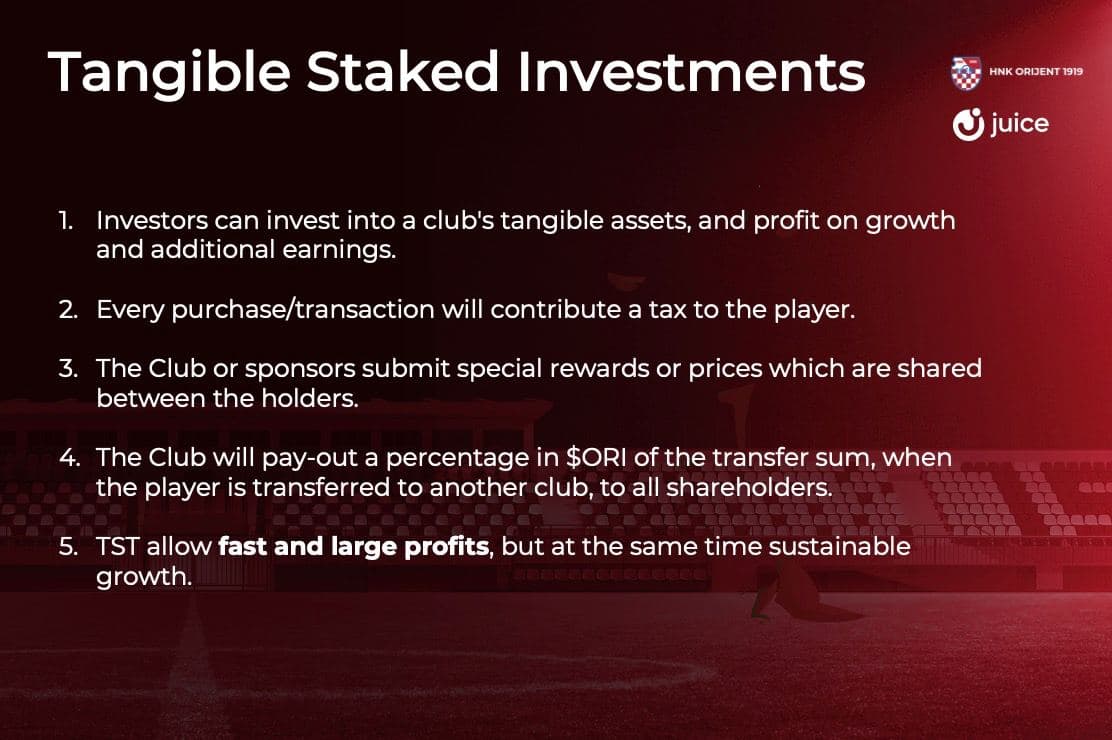 Tangible Staked Investments
HNK ORIJENT 1919
juice
1. Investors can invest into a club's tangible assets, and profit on growth
and additional earnings.
2. Every purchase/transaction will contribute a tax to the player.
3. The Club or sponsors submit special rewards or prices which are shared
between the holders.
4. The Club will pay-out a percentage in $ORI of the transfer sum, when
the player is transferred to another club, to all shareholders.
5. TST allow fast and large profits, but at the same time sustainable
growth.